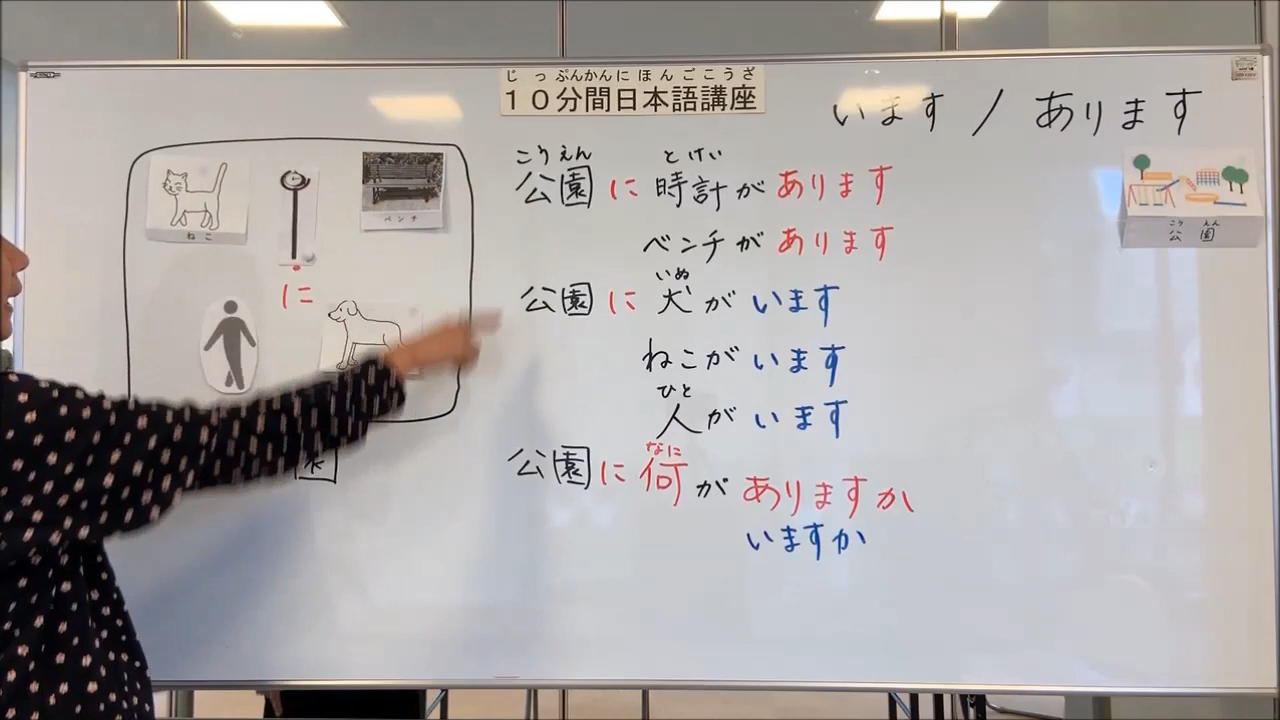 じっぷんかんにほんごこうざ
10分間日本語講座
います / あります
ねこ
ベンチ
に
こうえん とけい
公園に時計があります
ベンチがあります
いぬ
公園に犬がいます
ねこがいます
ひと
人がいます
なに
公園に何がありますか
いますか
こう えん
公園